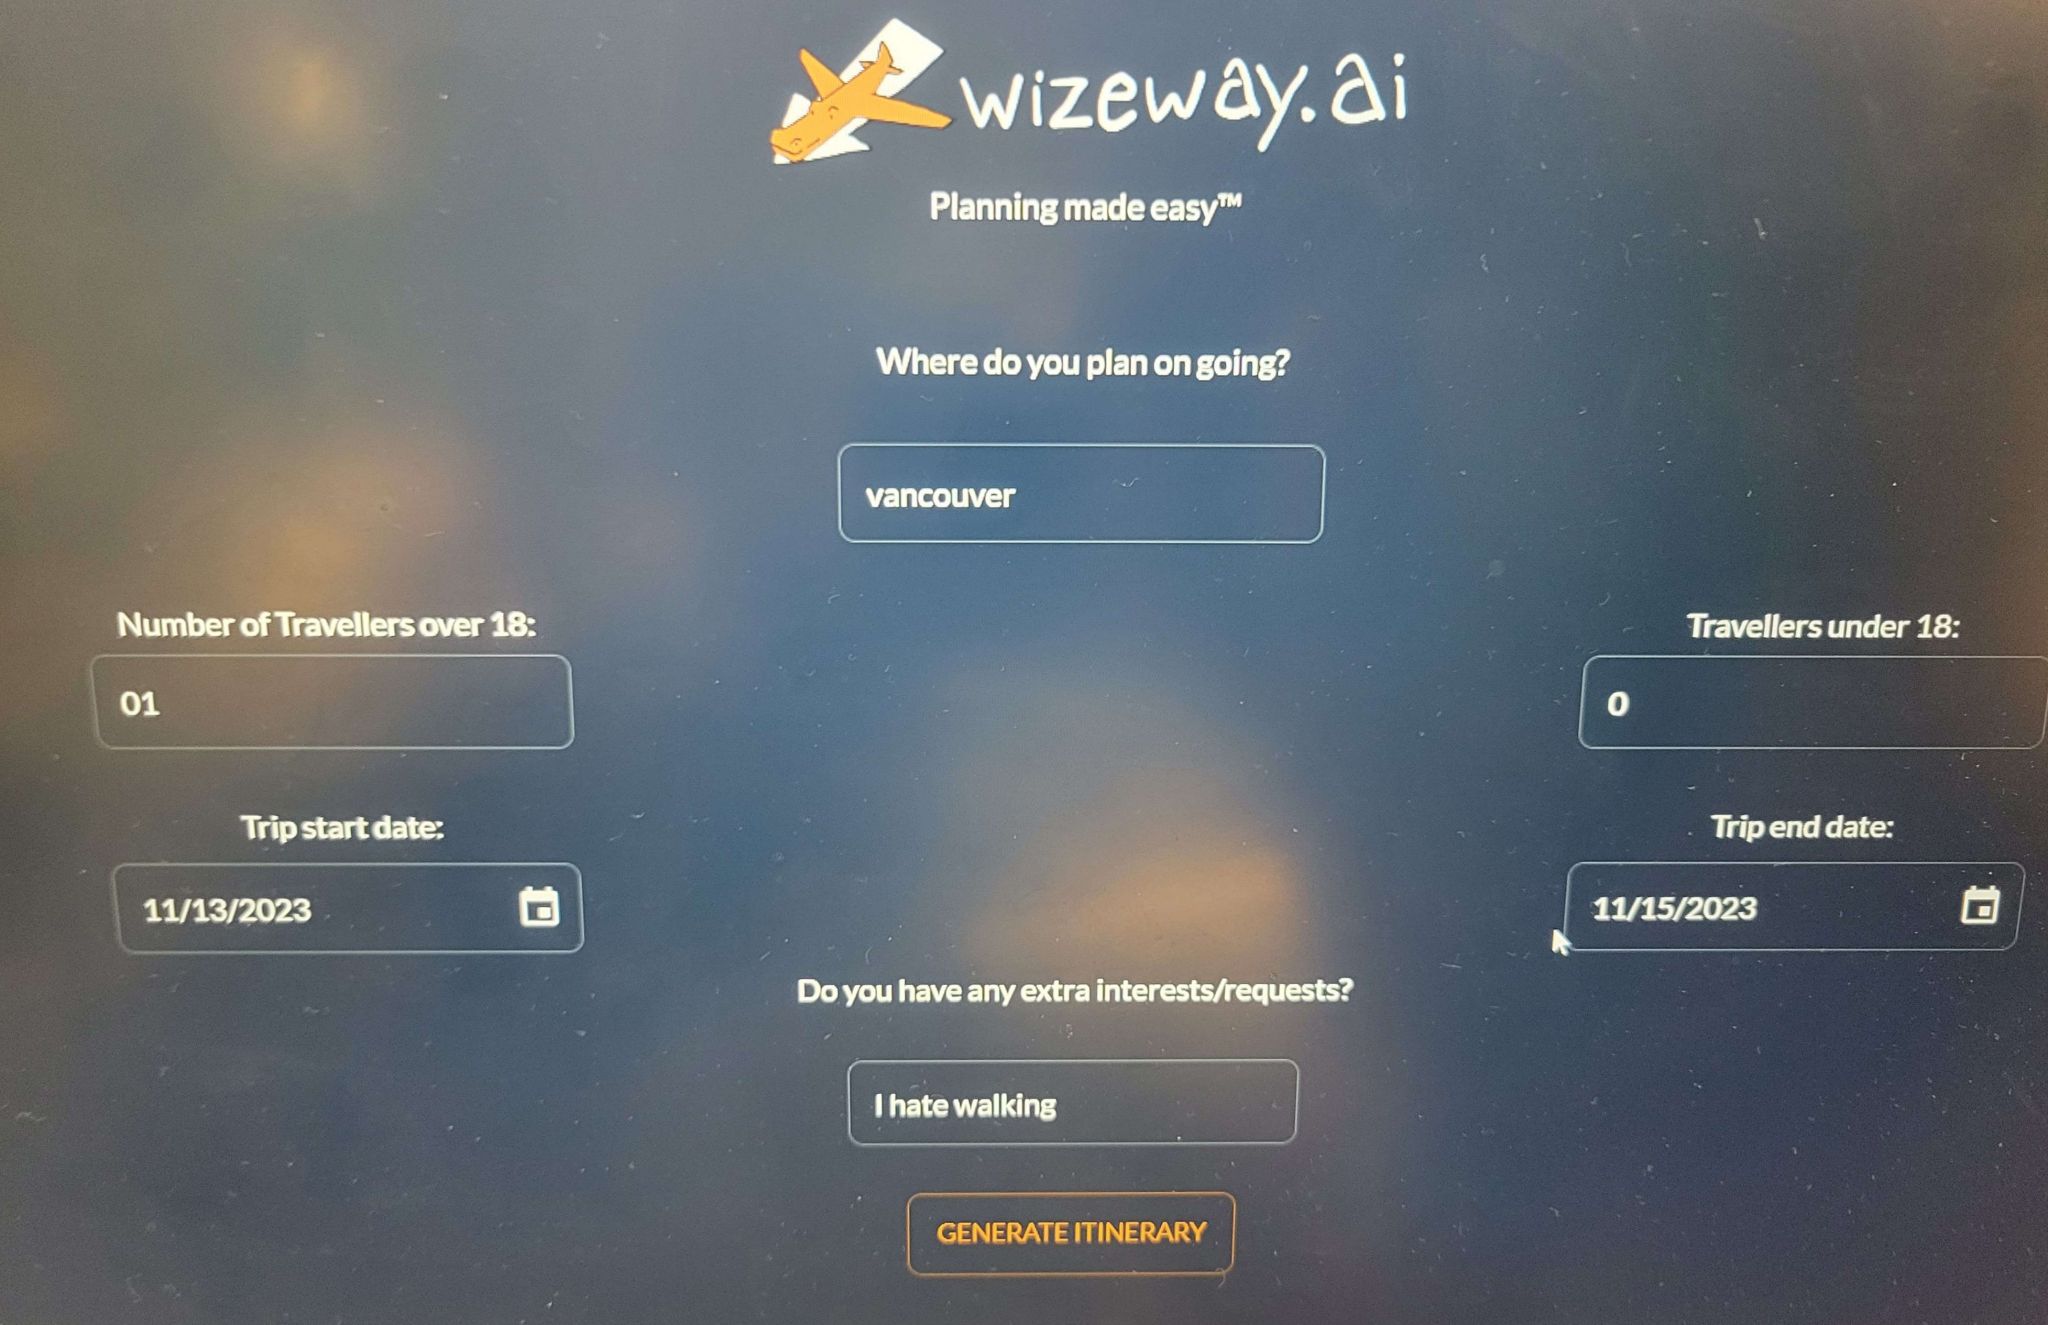 wizeway.ai
Planning made easy™
Where do you plan on going?
vancouver
Number of Travellers over 18:
Travellers under 18:
01
0
Trip start date:
Trip end date:
11/13/2023
11/15/2023
Do you have any extra interests/requests?
I hate walking
GENERATE ITINERARY